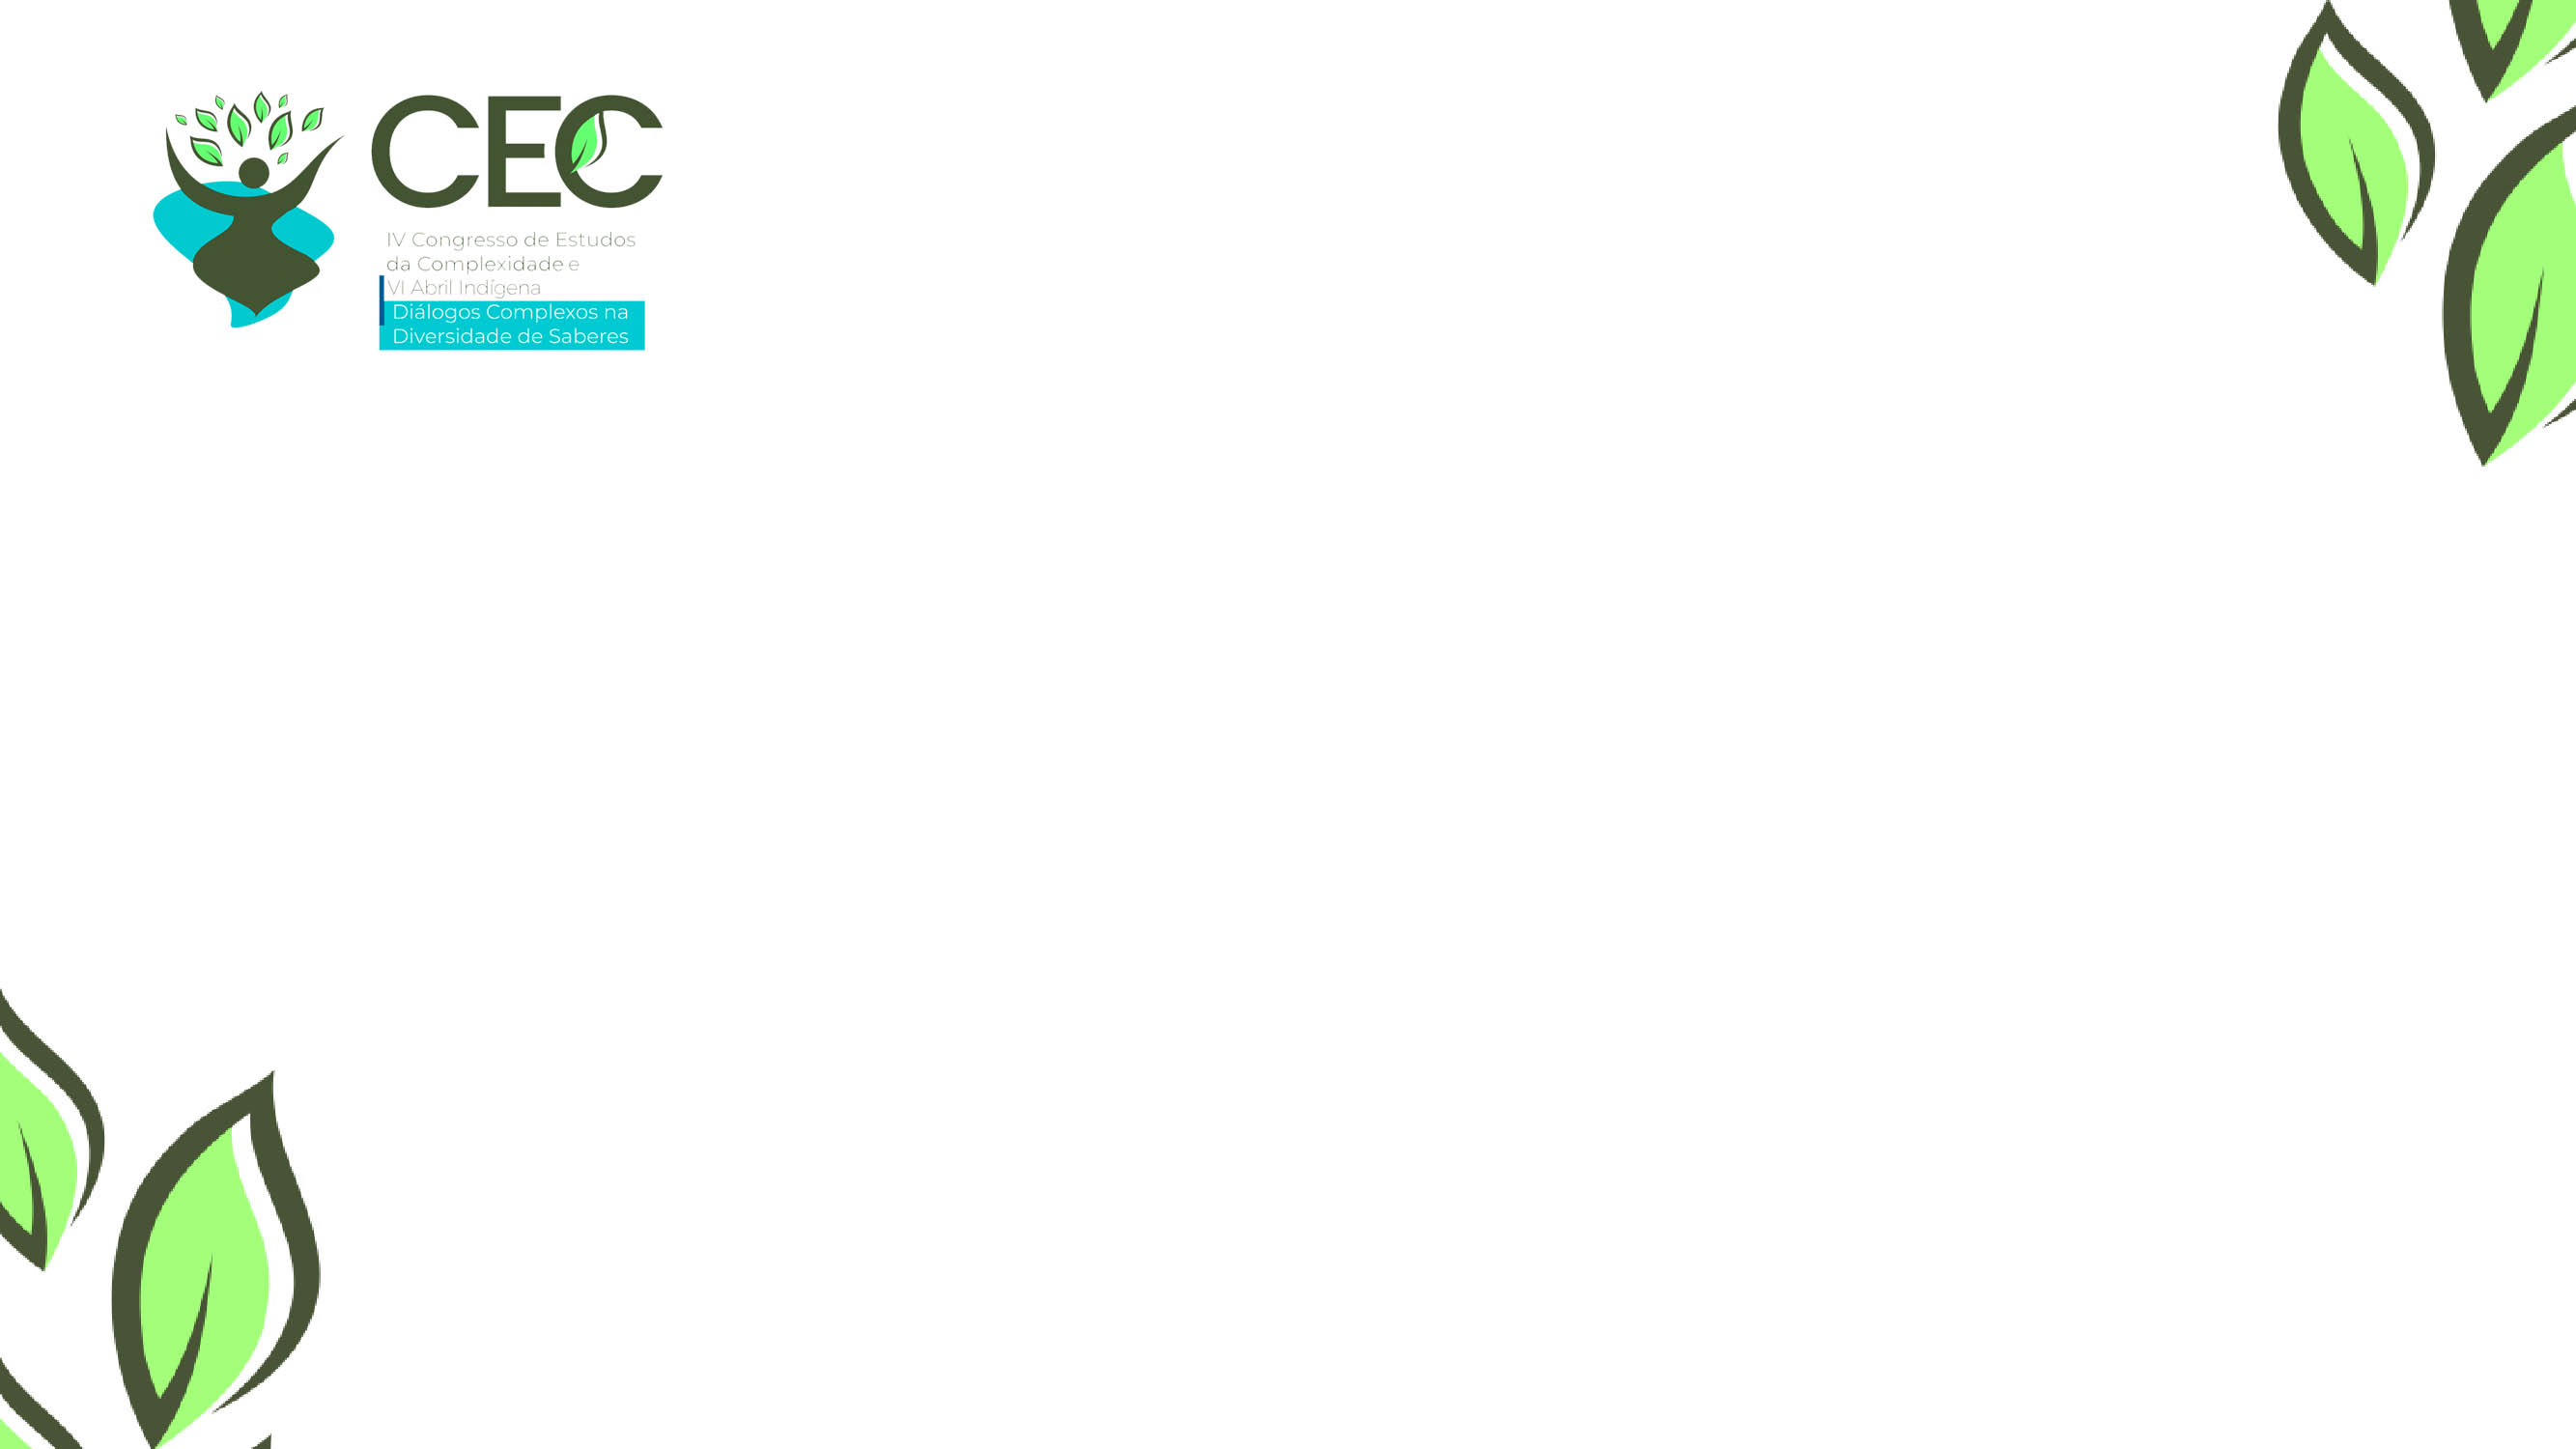 CEC
IV Congresso de Estudos
da Complexidade e
VI Abril Indígena
Diálogos Complexos na
Diversidade de Saberes